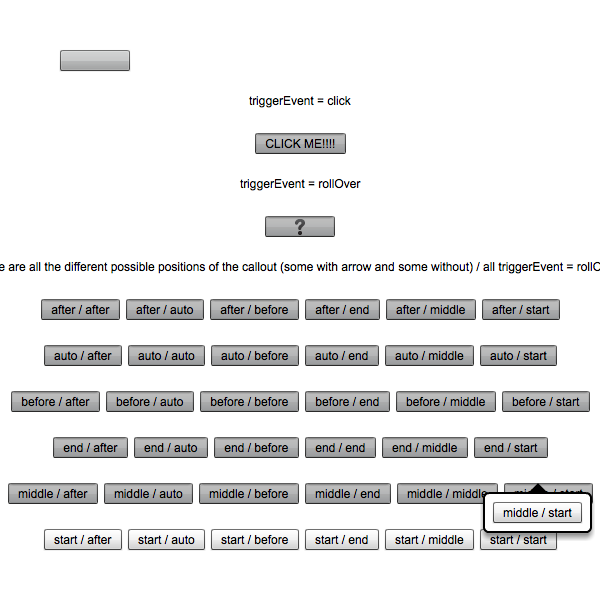 triggerEvent = click
CLICK ME!!!!
triggerEvent = rollOver
?
are all the different possible positions of the callout (some with arrow and some without) / all triggerEvent =
after / after after / auto after / before after / end after / middle after / start
auto / after auto / auto auto / before auto / end auto / middle auto / start
before / after before / auto before / before before / end before / middle before / start
end / after end / auto end / before end / end end / middle end / start
middle / after middle / auto middle / before middle / end middle / middle
middle / start
start / after start / auto start / before start / end start / middle start / start